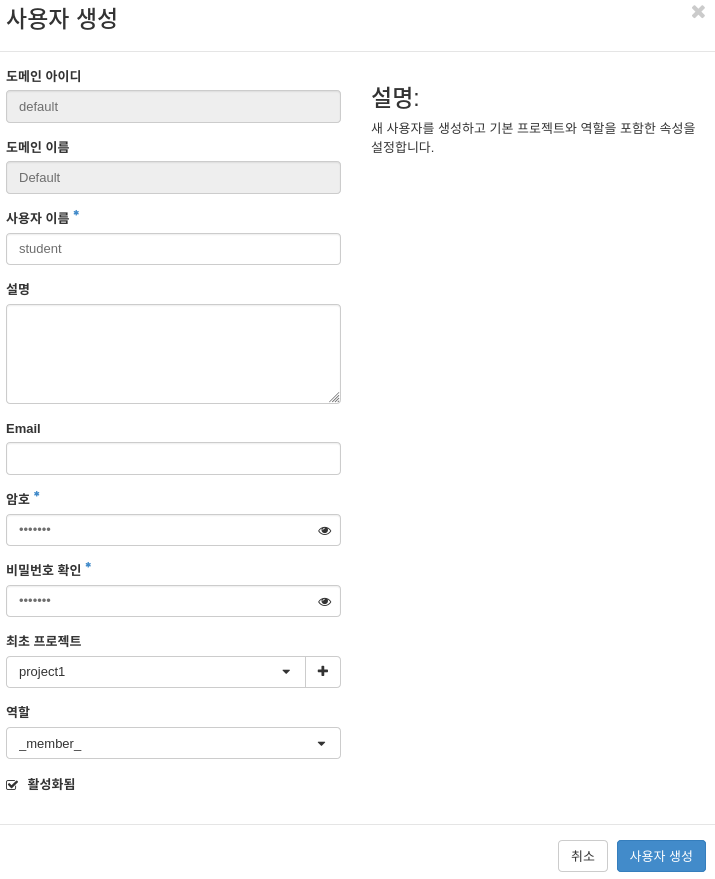 사용자 생성
도메인 아이디
default
도메인 이름
Default
사용자 이름 *
student
설명
Email
암호 *
•••••••
비밀번호 확인 *
•••••••
최초 프로젝트
project1
역할
_member_
활성화됨
설명:
새 사용자를 생성하고 기본 프로젝트와 역할을 포함한 속성을
설정합니다.
취소
사용자 생성